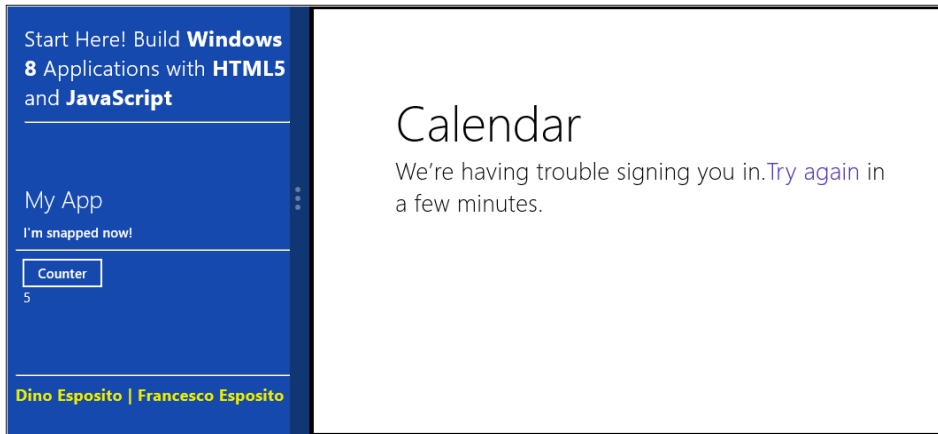 Start Here! Build Windows
8 Applications with HTML5
and JavaScript
My App
I'm snapped now!
Counter
5
Dino Esposito | Francesco Esposito
Calendar
We're having trouble signing you in.Try again in
a few minutes.